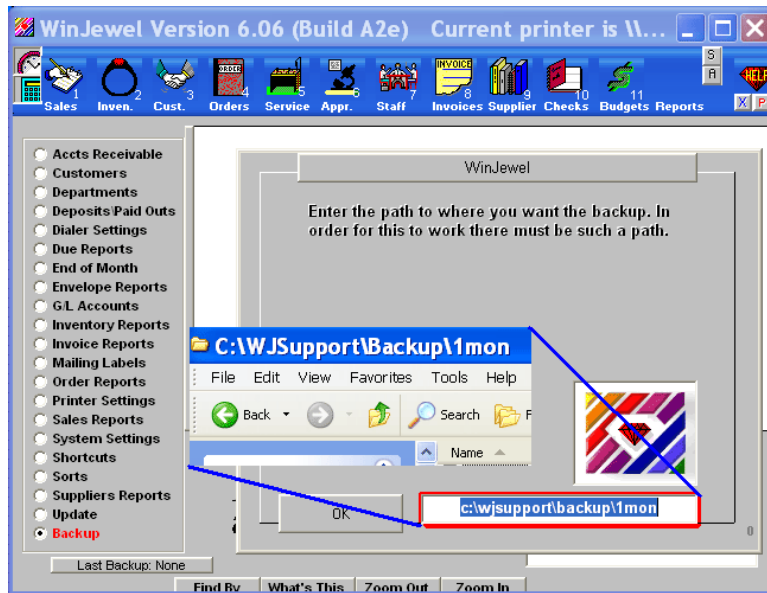 WinJewel Version 6.06 (Build A2e) Current printer is \\...
Sales 1
Inven. 2
Cust. 3
ORDER
Orders 4
Service 5
Appr. 6
Staff 7
INVOICE
Invoices 8
Supplier 9
Checks 10
Budgets 11
Reports
S
A
HELP
X P
Accts Receivable
Customers
Departments
Deposits\Paid Outs
Dialer Settings
Due Reports
End of Month
Envelope Reports
G/L Accounts
Inventory Reports
Invoice Reports
Mailing Labels
Order Reports
Printer Settings
Sales Reports
System Settings
Shortcuts
Sorts
Suppliers Reports
Update
Backup
Last Backup: None
WinJewel
Enter the path to where you want the backup. In
order for this to work there must be such a path.
C:\WJSupport\Backup\1mon
File Edit View Favorites Tools Help
Back Search F
Name
OK
c:\wjsupport\backup\1mon
0
Find By What's This Zoom Out Zoom In